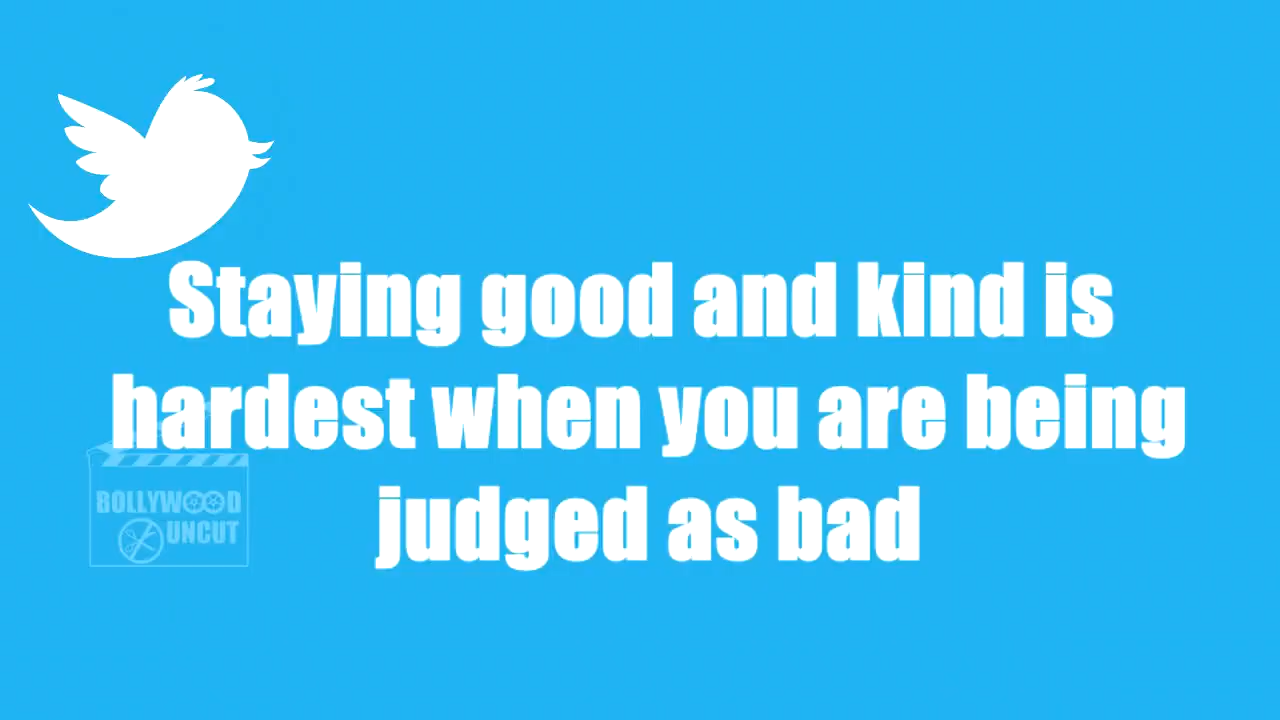 Staying good and kind is
hardest when you are being
judged as bad
BOLLYWOOD
UNCUT